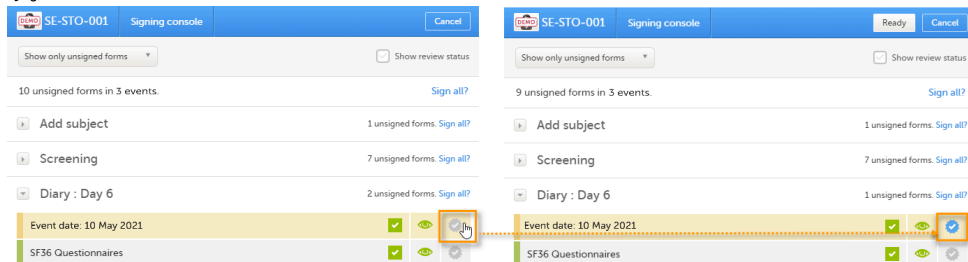 DEMO SE-STO-001 Signing console Cancel
Show only unsigned forms Show review status
10 unsigned forms in 3 events. Sign all?
Add subject 1 unsigned forms. Sign all?
Screening 7 unsigned forms. Sign all?
Diary : Day 6 2 unsigned forms. Sign all?
Event date: 10 May 2021
SF36 Questionnaires
DEMO SE-STO-001 Signing console Ready Cancel
Show only unsigned forms Show review status
9 unsigned forms in 3 events. Sign all?
Add subject 1 unsigned forms. Sign all?
Screening 7 unsigned forms. Sign all?
Diary : Day 6 1 unsigned forms. Sign all?
Event date: 10 May 2021
SF36 Questionnaires